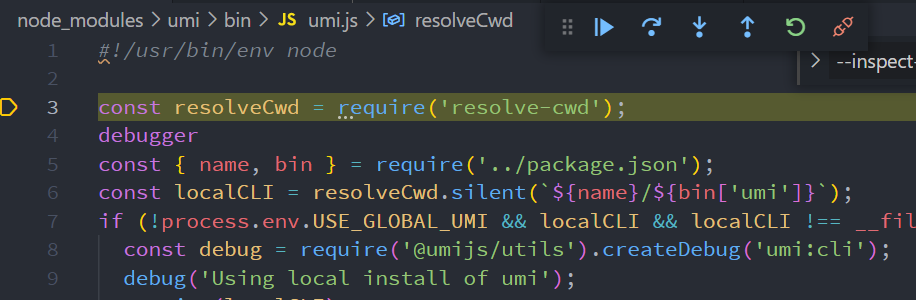 node_modules > umi > bin > JS umi.js > resolveCwd
> --inspect-
1 #!/usr/bin/env node
2
3 const resolveCwd = require('resolve-cwd');
4 debugger
5 const { name, bin } = require('../package.json');
6 const localCLI = resolveCwd.silent(`${name}/${bin['umi']}`);
7 if (!process.env.USE_GLOBAL_UMI && localCLI && localCLI !== __fil
8 const debug = require('@umijs/utils').createDebug('umi:cli');
9 debug('Using local install of umi');